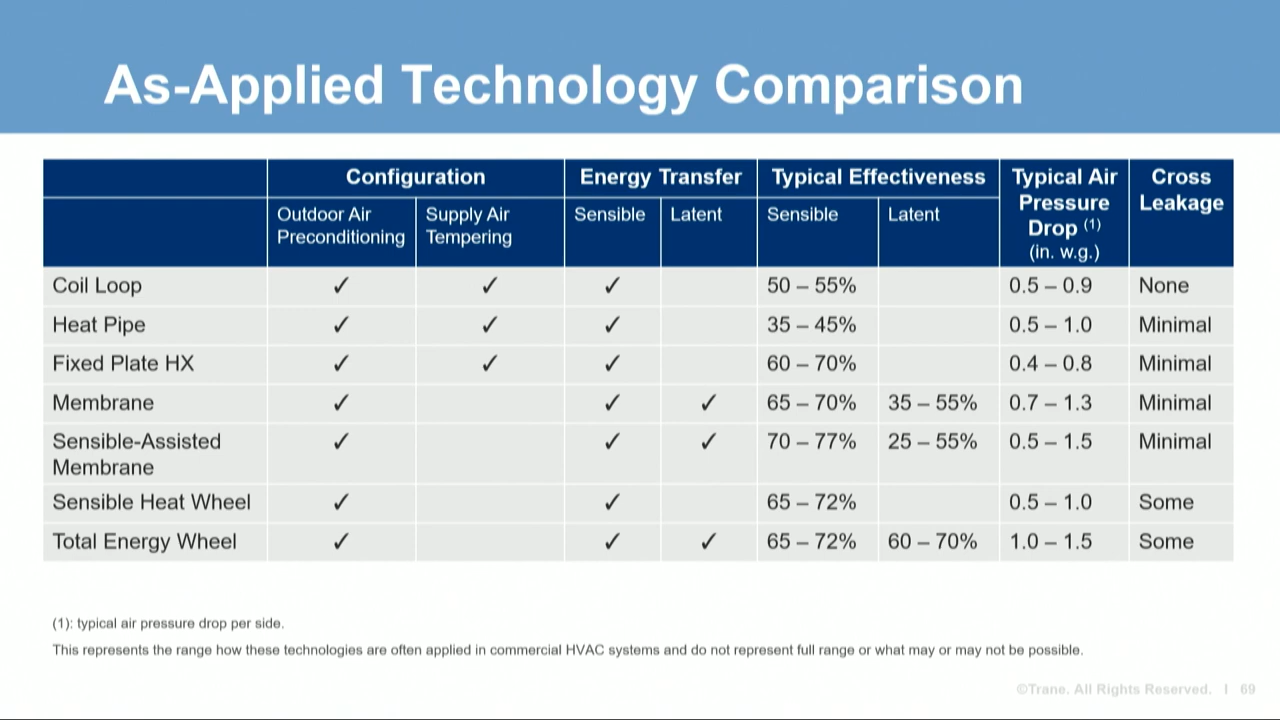 As-Applied Technology Comparison
Configuration Energy Transfer Typical Effectiveness Typical Air Pressure Drop (1) (in. w.g.) Cross Leakage
Outdoor Air Preconditioning Supply Air Tempering Sensible Latent Sensible Latent
Coil Loop ✓ ✓ ✓ 50 – 55% 0.5 – 0.9 None
Heat Pipe ✓ ✓ ✓ 35 – 45% 0.5 – 1.0 Minimal
Fixed Plate HX ✓ ✓ ✓ 60 – 70% 0.4 – 0.8 Minimal
Membrane ✓ ✓ ✓ 65 – 70% 35 – 55% 0.7 – 1.3 Minimal
Sensible-Assisted Membrane ✓ ✓ ✓ 70 – 77% 25 – 55% 0.5 – 1.5 Minimal
Sensible Heat Wheel ✓ ✓ 65 – 72% 0.5 – 1.0 Some
Total Energy Wheel ✓ ✓ ✓ 65 – 72% 60 – 70% 1.0 – 1.5 Some
(1): typical air pressure drop per side.
This represents the range how these technologies are often applied in commercial HVAC systems and do not represent full range or what may or may not be possible.
©Trane. All Rights Reserved. I 69